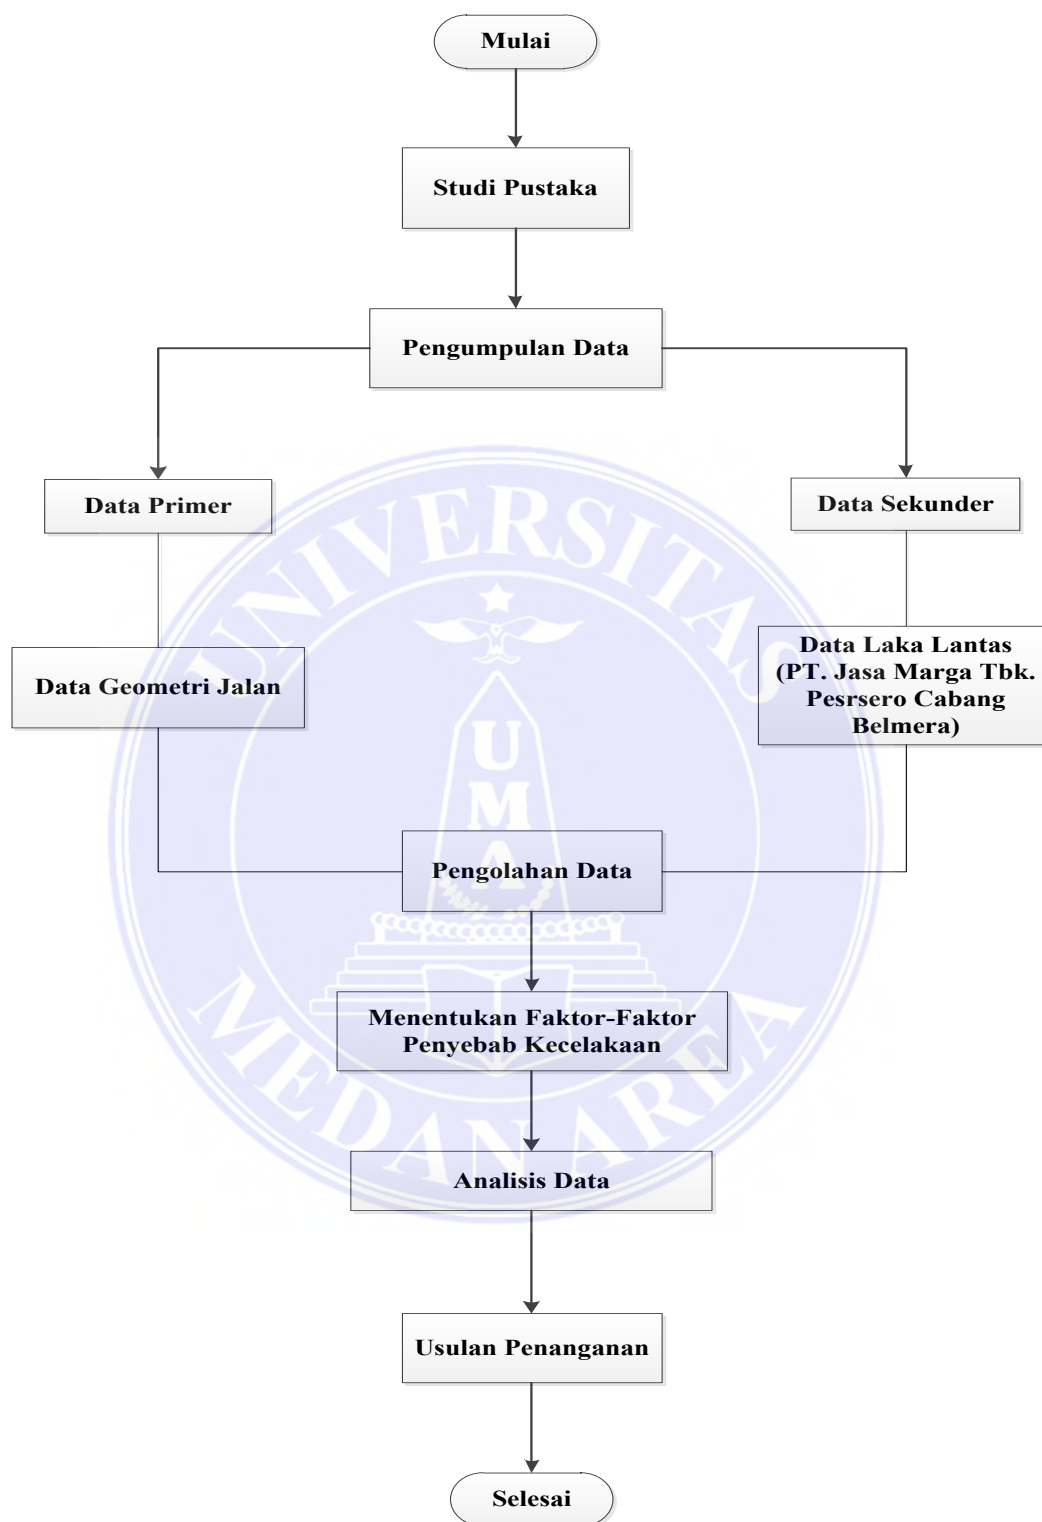 Mulai
Studi Pustaka
Pengumpulan Data
Data Primer
Data Sekunder
Data Geometri Jalan
Data Laka Lantas
(PT. Jasa Marga Tbk.
Pesrsero Cabang
Belmera)
Pengolahan Data
Menentukan Faktor-Faktor
Penyebab Kecelakaan
Analisis Data
Usulan Penanganan
Selesai
UNIVERSITAS
U
M
A
MEDAN AREA